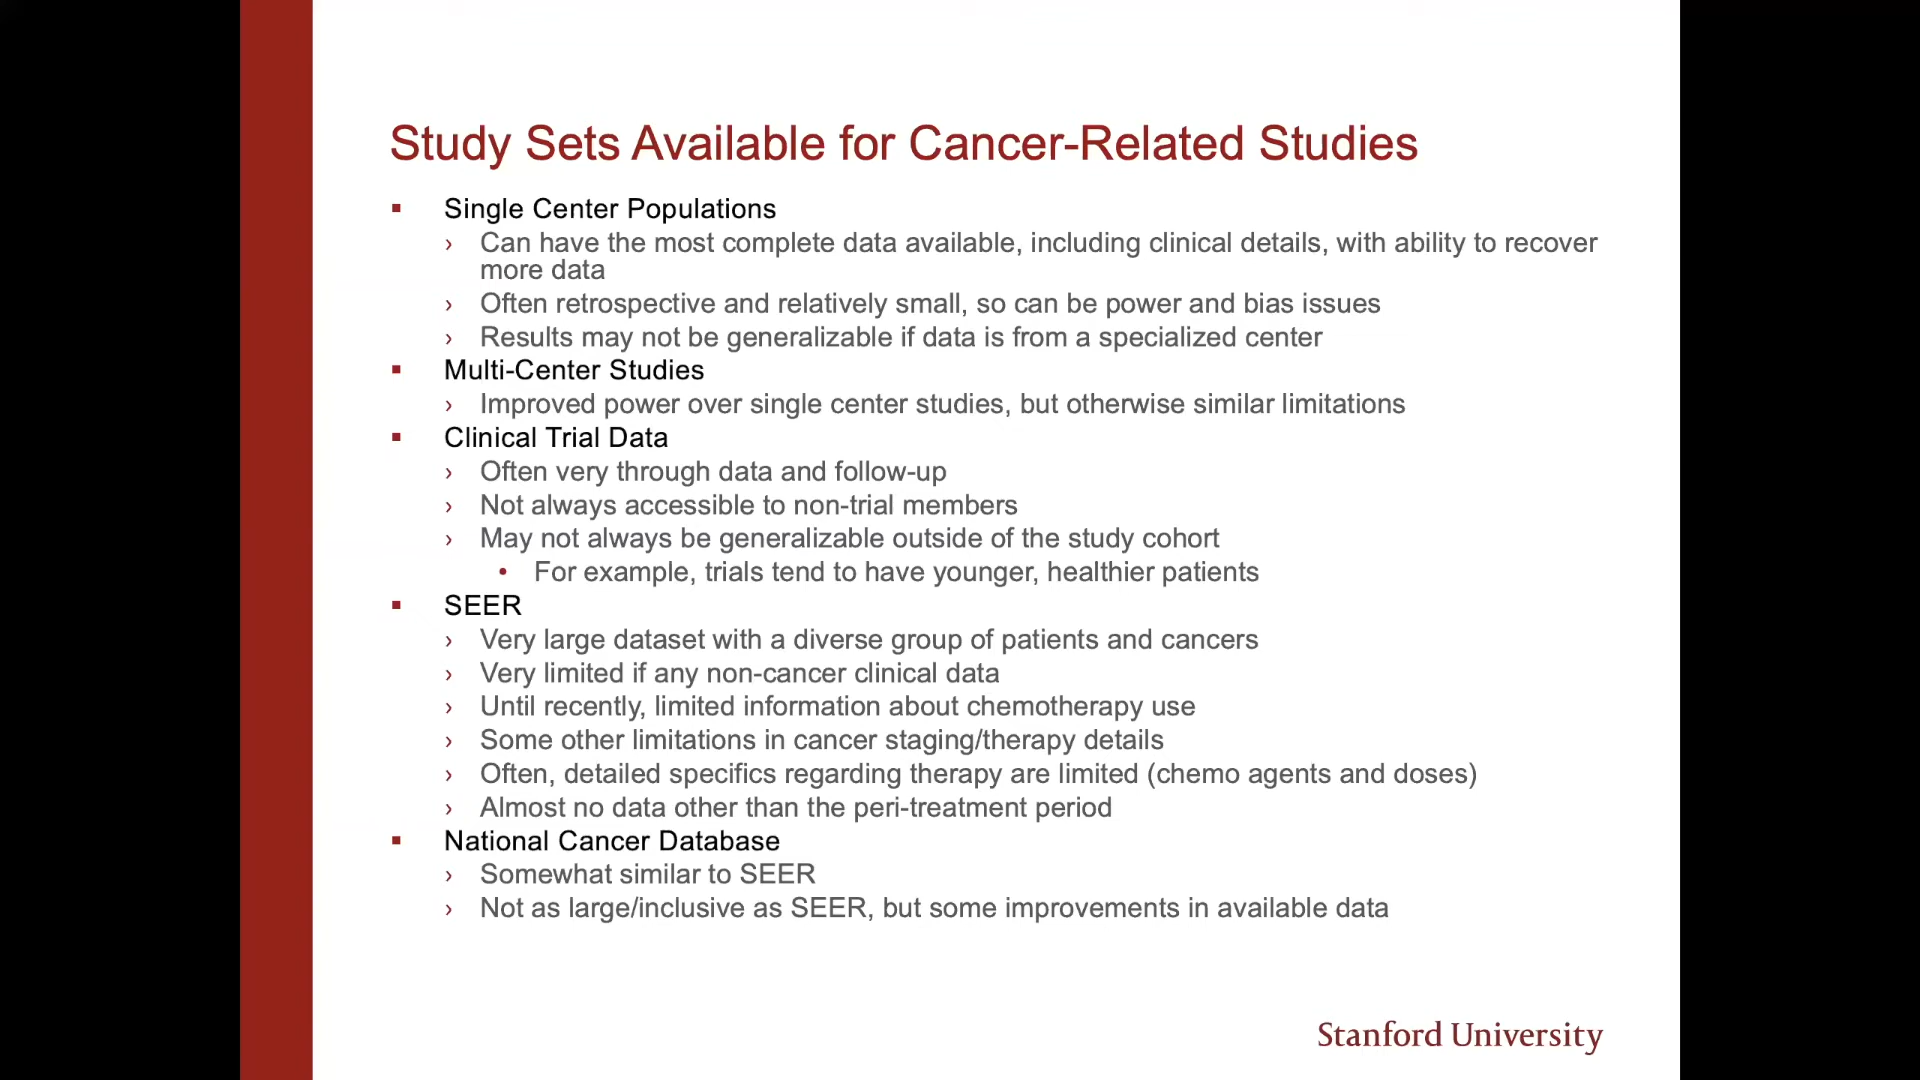 Study Sets Available for Cancer-Related Studies
▪ Single Center Populations
› Can have the most complete data available, including clinical details, with ability to recover
more data
› Often retrospective and relatively small, so can be power and bias issues
› Results may not be generalizable if data is from a specialized center
▪ Multi-Center Studies
› Improved power over single center studies, but otherwise similar limitations
▪ Clinical Trial Data
› Often very through data and follow-up
› Not always accessible to non-trial members
› May not always be generalizable outside of the study cohort
• For example, trials tend to have younger, healthier patients
▪ SEER
› Very large dataset with a diverse group of patients and cancers
› Very limited if any non-cancer clinical data
› Until recently, limited information about chemotherapy use
› Some other limitations in cancer staging/therapy details
› Often, detailed specifics regarding therapy are limited (chemo agents and doses)
› Almost no data other than the peri-treatment period
▪ National Cancer Database
› Somewhat similar to SEER
› Not as large/inclusive as SEER, but some improvements in available data
Stanford University